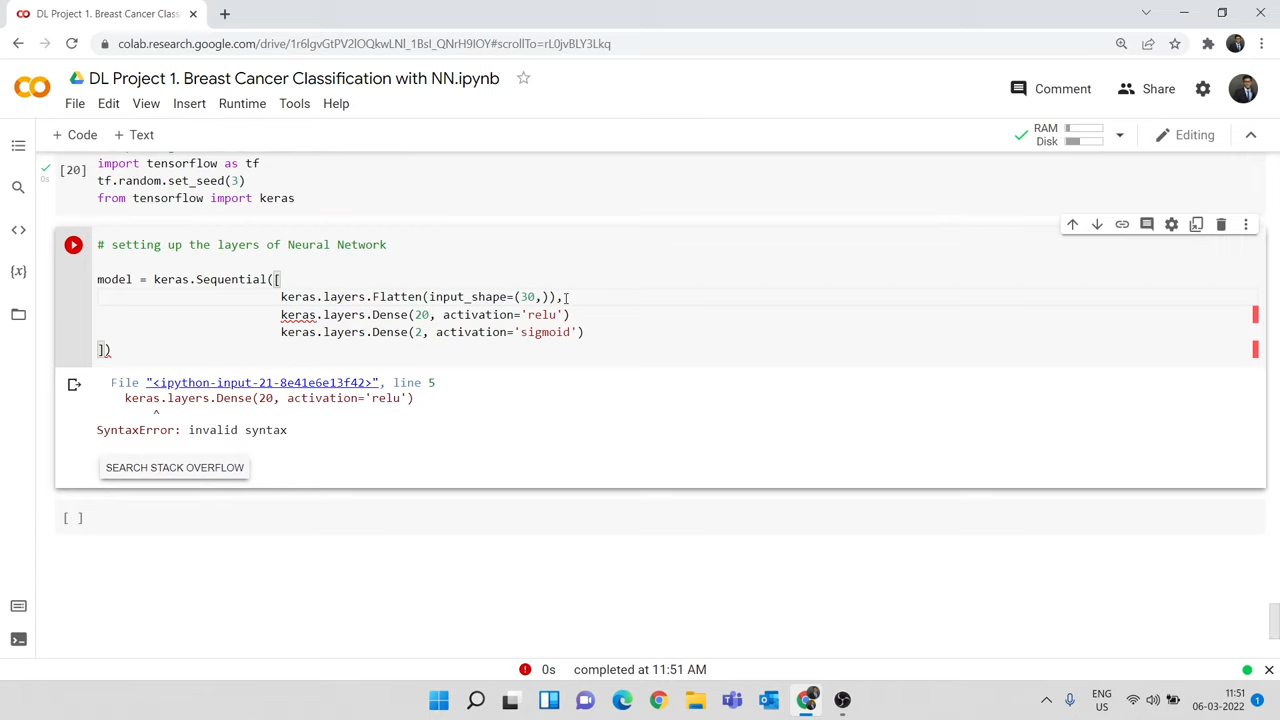 DL Project 1. Breast Cancer Class
colab.research.google.com/drive/1r6lgvGtPV2lOQkwLNl_1BsI_QNrH9IOY#scrollTo=rL0jvBLY3Lkq
DL Project 1. Breast Cancer Classification with NN.ipynb
File Edit View Insert Runtime Tools Help
Comment
Share
+ Code + Text
RAM
Disk
Editing
[20]
import tensorflow as tf
tf.random.set_seed(3)
from tensorflow import keras
# setting up the layers of Neural Network
model = keras.Sequential([
keras.layers.Flatten(input_shape=(30,)),
keras.layers.Dense(20, activation='relu')
keras.layers.Dense(2, activation='sigmoid')
])
File "<ipython-input-21-8e41e6e13f42>", line 5
keras.layers.Dense(20, activation='relu')
^
SyntaxError: invalid syntax
SEARCH STACK OVERFLOW
[ ]
0s completed at 11:51 AM
ENG
US
11:51
06-03-2022
1